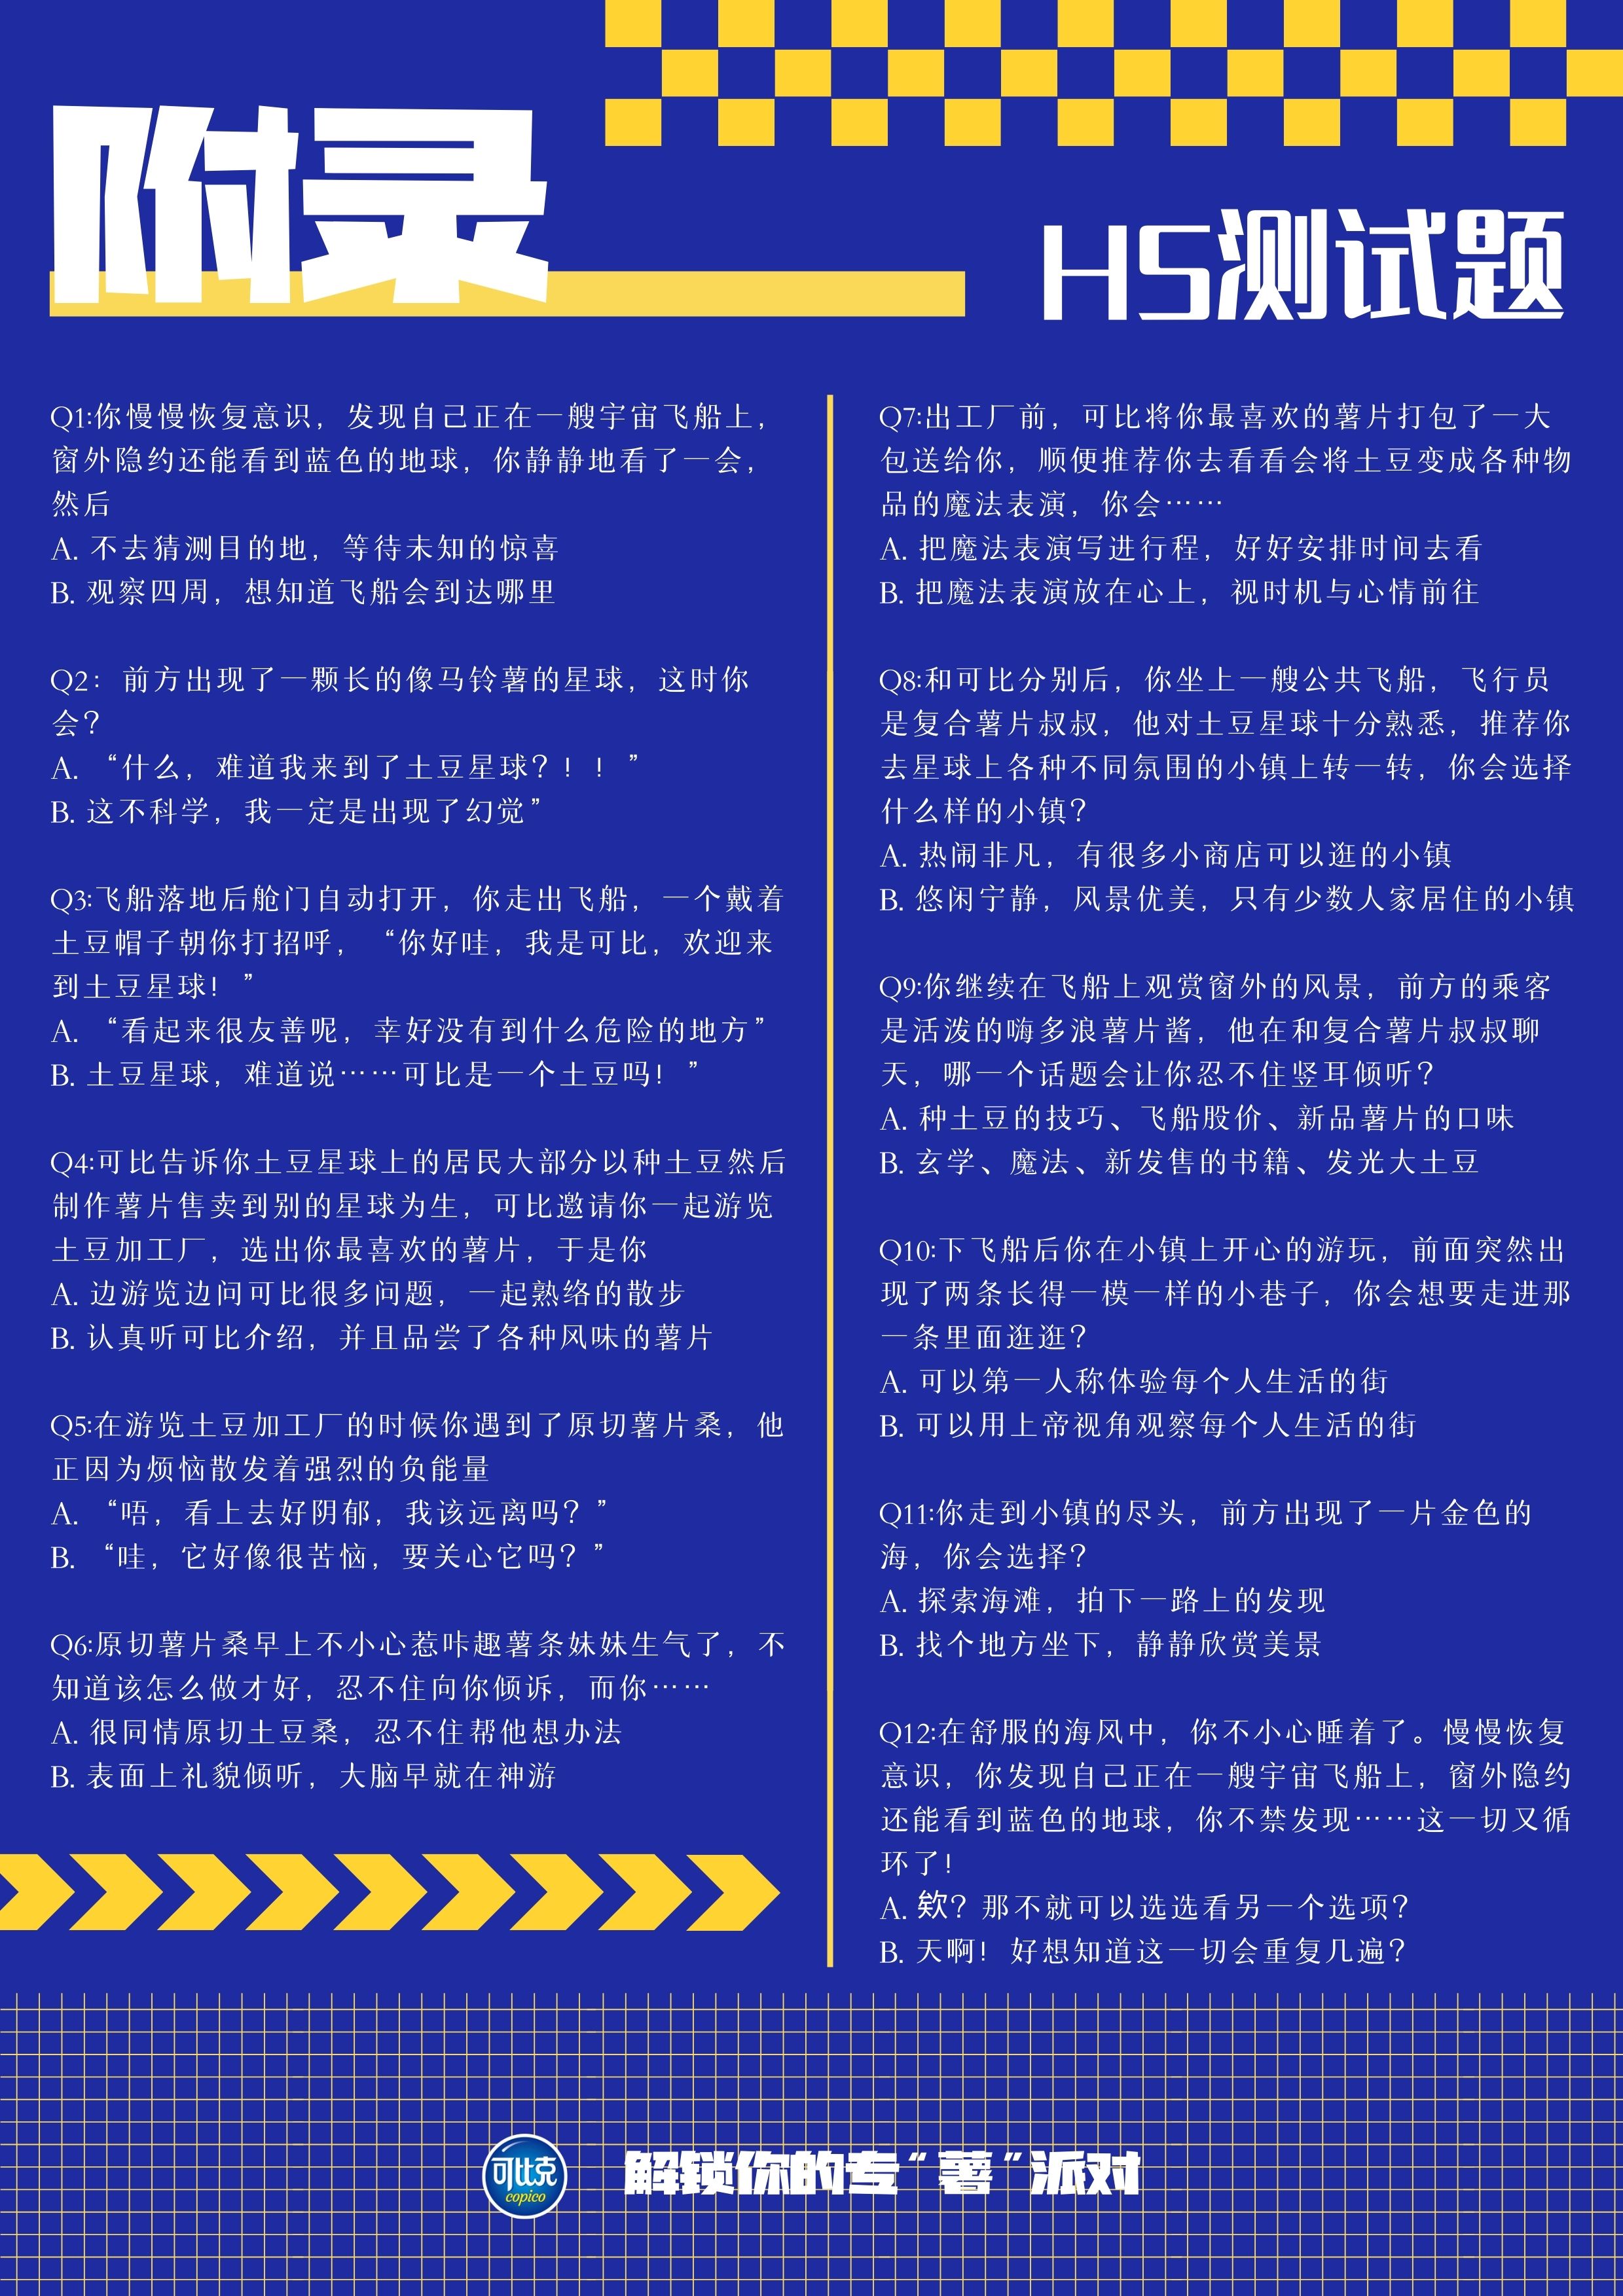 附录
H5测试题
Q1:你慢慢恢复意识，发现自己正在一艘宇宙飞船上，
窗外隐约还能看到蓝色的地球，你静静地看了一会，
然后
A. 不去猜测目的地，等待未知的惊喜
B. 观察四周，想知道飞船会到达哪里
Q2：前方出现了一颗长的像马铃薯的星球，这时你
会？
A. “什么，难道我来到了土豆星球？！！”
B. 这不科学，我一定是出现了幻觉”
Q3:飞船落地后舱门自动打开，你走出飞船，一个戴着
土豆帽子朝你打招呼，“你好哇，我是可比，欢迎来
到土豆星球！”
A. “看起来很友善呢，幸好没有到什么危险的地方”
B. 土豆星球，难道说……可比是一个土豆吗！”
Q4:可比告诉你土豆星球上的居民大部分以种土豆然后
制作薯片售卖到别的星球为生，可比邀请你一起游览
土豆加工厂，选出你最喜欢的薯片，于是你
A. 边游览边问可比很多问题，一起熟络的散步
B. 认真听可比介绍，并且品尝了各种风味的薯片
Q5:在游览土豆加工厂的时候你遇到了原切薯片桑，他
正因为烦恼散发着强烈的负能量
A. “唔，看上去好阴郁，我该远离吗？”
B. “哇，它好像很苦恼，要关心它吗？”
Q6:原切薯片桑早上不小心惹咔趣薯条妹妹生气了，不
知道该怎么做才好，忍不住向你倾诉，而你……
A. 很同情原切土豆桑，忍不住帮他想办法
B. 表面上礼貌倾听，大脑早就在神游
Q7:出工厂前，可比将你最喜欢的薯片打包了一大
包送给你，顺便推荐你去看看会将土豆变成各种物
品的魔法表演，你会……
A. 把魔法表演写进行程，好好安排时间去看
B. 把魔法表演放在心上，视时机与心情前往
Q8:和可比分别后，你坐上一艘公共飞船，飞行员
是复合薯片叔叔，他对土豆星球十分熟悉，推荐你
去星球上各种不同氛围的小镇上转一转，你会选择
什么样的小镇？
A. 热闹非凡，有很多小商店可以逛的小镇
B. 悠闲宁静，风景优美，只有少数人家居住的小镇
Q9:你继续在飞船上观赏窗外的风景，前方的乘客
是活泼的嗨多浪薯片酱，他在和复合薯片叔叔聊
天，哪一个话题会让你忍不住竖耳倾听？
A. 种土豆的技巧、飞船股价、新品薯片的口味
B. 玄学、魔法、新发售的书籍、发光大土豆
Q10:下飞船后你在小镇上开心的游玩，前面突然出
现了两条长得一模一样的小巷子，你会想要走进那
一条里面逛逛？
A. 可以第一人称体验每个人生活的街
B. 可以用上帝视角观察每个人生活的街
Q11:你走到小镇的尽头，前方出现了一片金色的
海，你会选择？
A. 探索海滩，拍下一路上的发现
B. 找个地方坐下，静静欣赏美景
Q12:在舒服的海风中，你不小心睡着了。慢慢恢复
意识，你发现自己正在一艘宇宙飞船上，窗外隐约
还能看到蓝色的地球，你不禁发现……这一切又循
环了！
A. 欸？那不就可以选选看另一个选项？
B. 天啊！好想知道这一切会重复几遍？
可比克
copico
解锁你的专“薯”派对